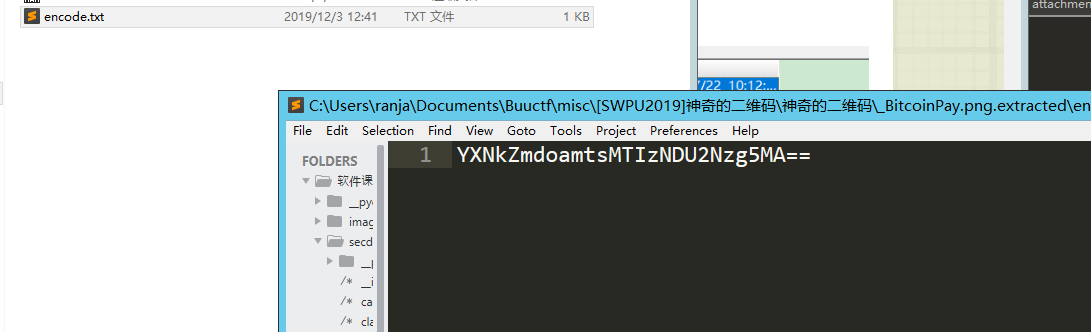 attachmen
encode.txt 2019/12/3 12:41 TXT 文件 1 KB
/22 10:12:...
C:\Users\ranja\Documents\Buuctf\misc\[SWPU2019]神奇的二维码\神奇的二维码\_BitcoinPay.png.extracted\en
File Edit Selection Find View Goto Tools Project Preferences Help
FOLDERS
1 YXNkZmdoamtsMTIzNDU2Nzg5MA==
软件课
__py
imag
secd
__p
/* __i
/* ca
/* cla